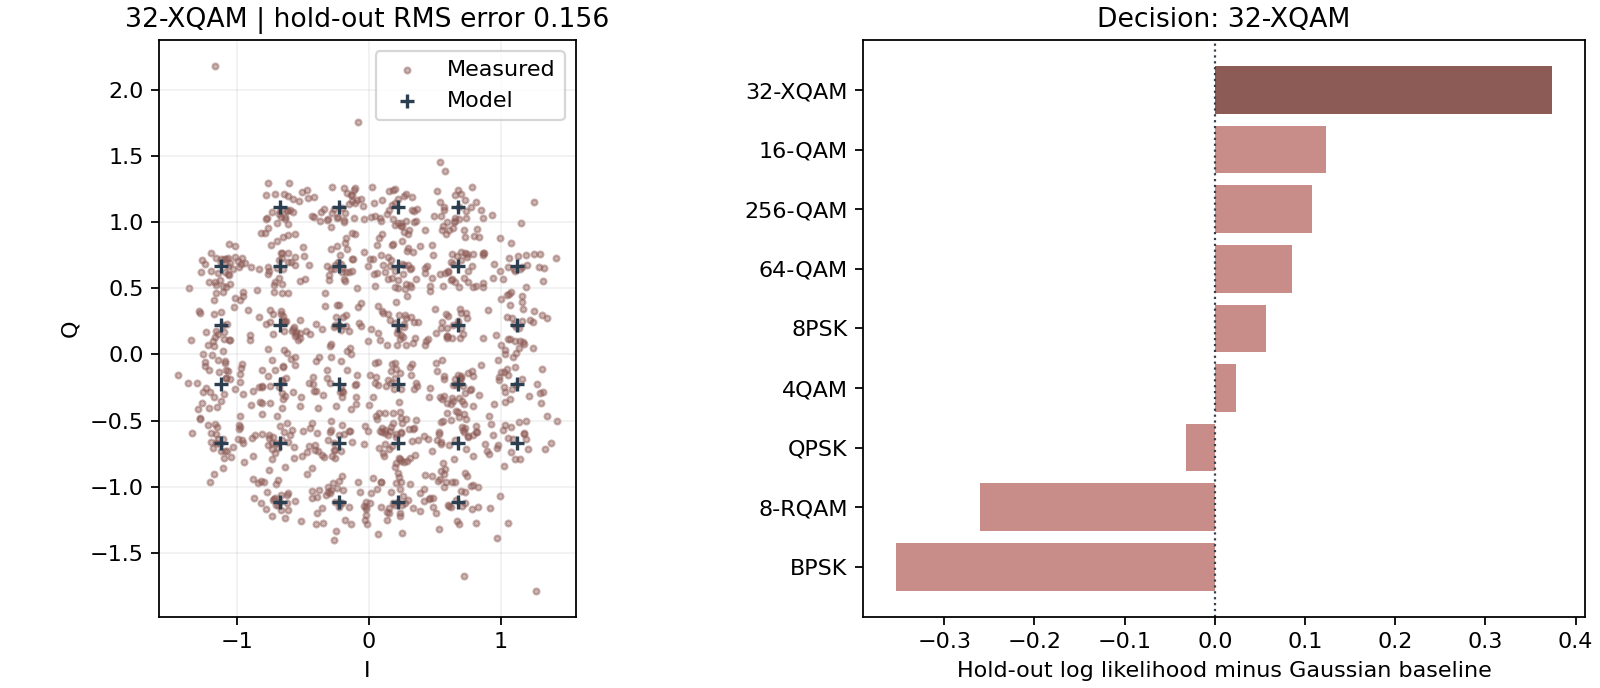 32-XQAM | hold-out RMS error 0.156
Measured
Model
2.0
1.5
1.0
0.5
0.0
−0.5
−1.0
−1.5
Q
−1
0
1
I
Decision: 32-XQAM
32-XQAM
16-QAM
256-QAM
64-QAM
8PSK
4QAM
QPSK
8-RQAM
BPSK
−0.3
−0.2
−0.1
0.0
0.1
0.2
0.3
0.4
Hold-out log likelihood minus Gaussian baseline